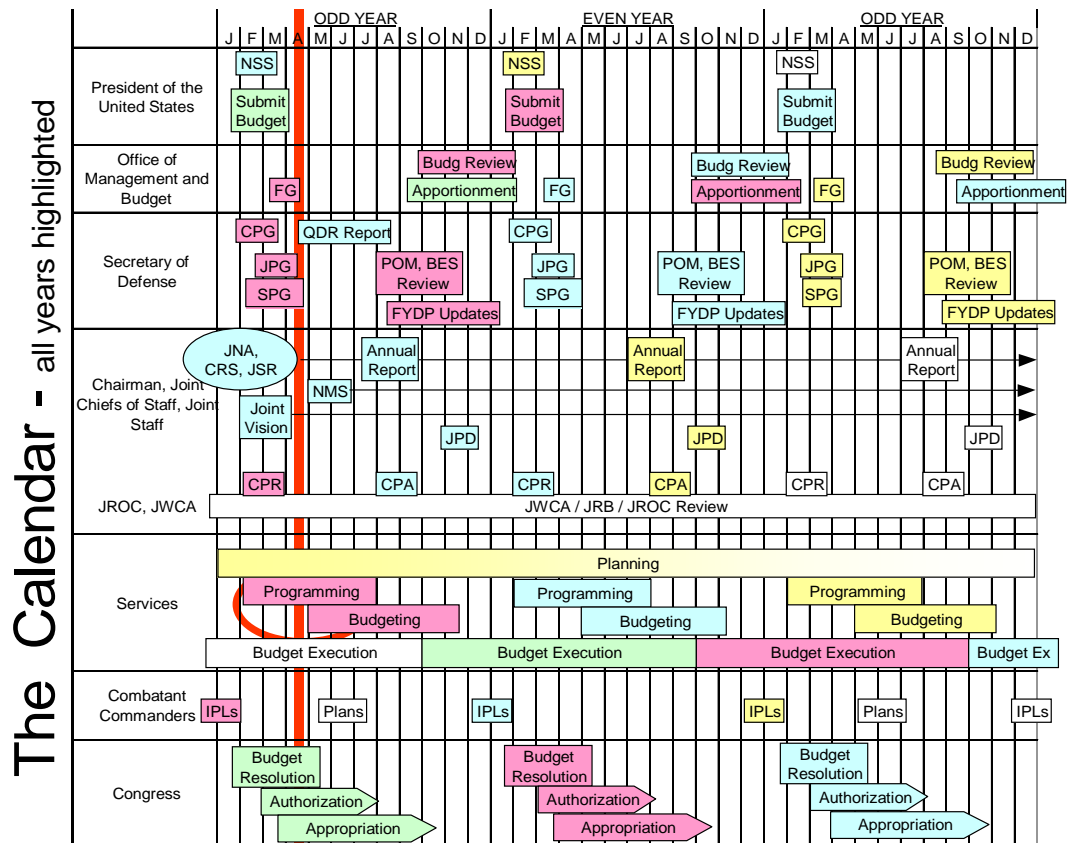 The Calendar - all years highlighted
ODD YEAR EVEN YEAR ODD YEAR
J F M A M J J A S O N D J F M A M J J A S O N D J F M A M J J A S O N D
President of the
United States
NSS NSS NSS
Submit
Budget
Submit
Budget
Submit
Budget
Office of
Management and
Budget
Budg Review Budg Review Budg Review
FG Apportionment FG Apportionment FG Apportionment
Secretary of
Defense
CPG QDR Report CPG CPG
JPG
SPG
POM, BES
Review
JPG
SPG
POM, BES
Review
JPG
SPG
POM, BES
Review
FYDP Updates FYDP Updates FYDP Updates
Chairman, Joint
Chiefs of Staff, Joint
Staff
JNA,
CRS, JSR
Annual
Report
Annual
Report
Annual
Report
NMS
Joint
Vision
JPD JPD JPD
CPR CPA CPR CPA CPR CPA
JROC, JWCA
JWCA / JRB / JROC Review
Services
Planning
Programming Programming Programming
Budgeting Budgeting Budgeting
Budget Execution Budget Execution Budget Execution Budget Ex
Combatant
Commanders
IPLs Plans IPLs IPLs Plans IPLs
Congress
Budget
Resolution
Budget
Resolution
Budget
Resolution
Authorization Authorization Authorization
Appropriation Appropriation Appropriation